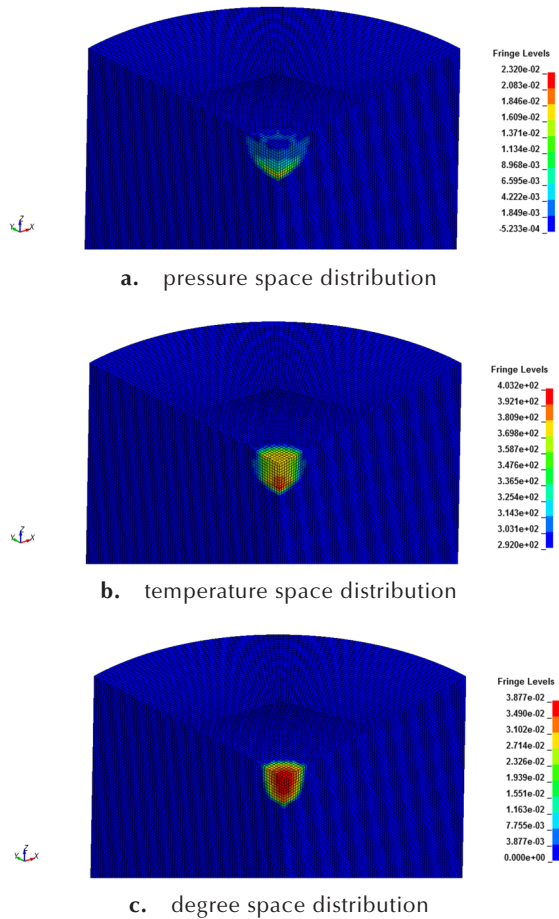 Fringe Levels
2.320e-02
2.083e-02
1.846e-02
1.609e-02
1.371e-02
1.134e-02
8.968e-03
6.595e-03
4.222e-03
1.849e-03
-5.233e-04
Z
Y X
a. pressure space distribution
Fringe Levels
4.032e+02
3.921e+02
3.809e+02
3.698e+02
3.587e+02
3.476e+02
3.365e+02
3.254e+02
3.143e+02
3.031e+02
2.920e+02
Z
Y X
b. temperature space distribution
Fringe Levels
3.877e-02
3.490e-02
3.102e-02
2.714e-02
2.326e-02
1.939e-02
1.551e-02
1.163e-02
7.755e-03
3.877e-03
0.000e+00
Z
Y X
c. degree space distribution